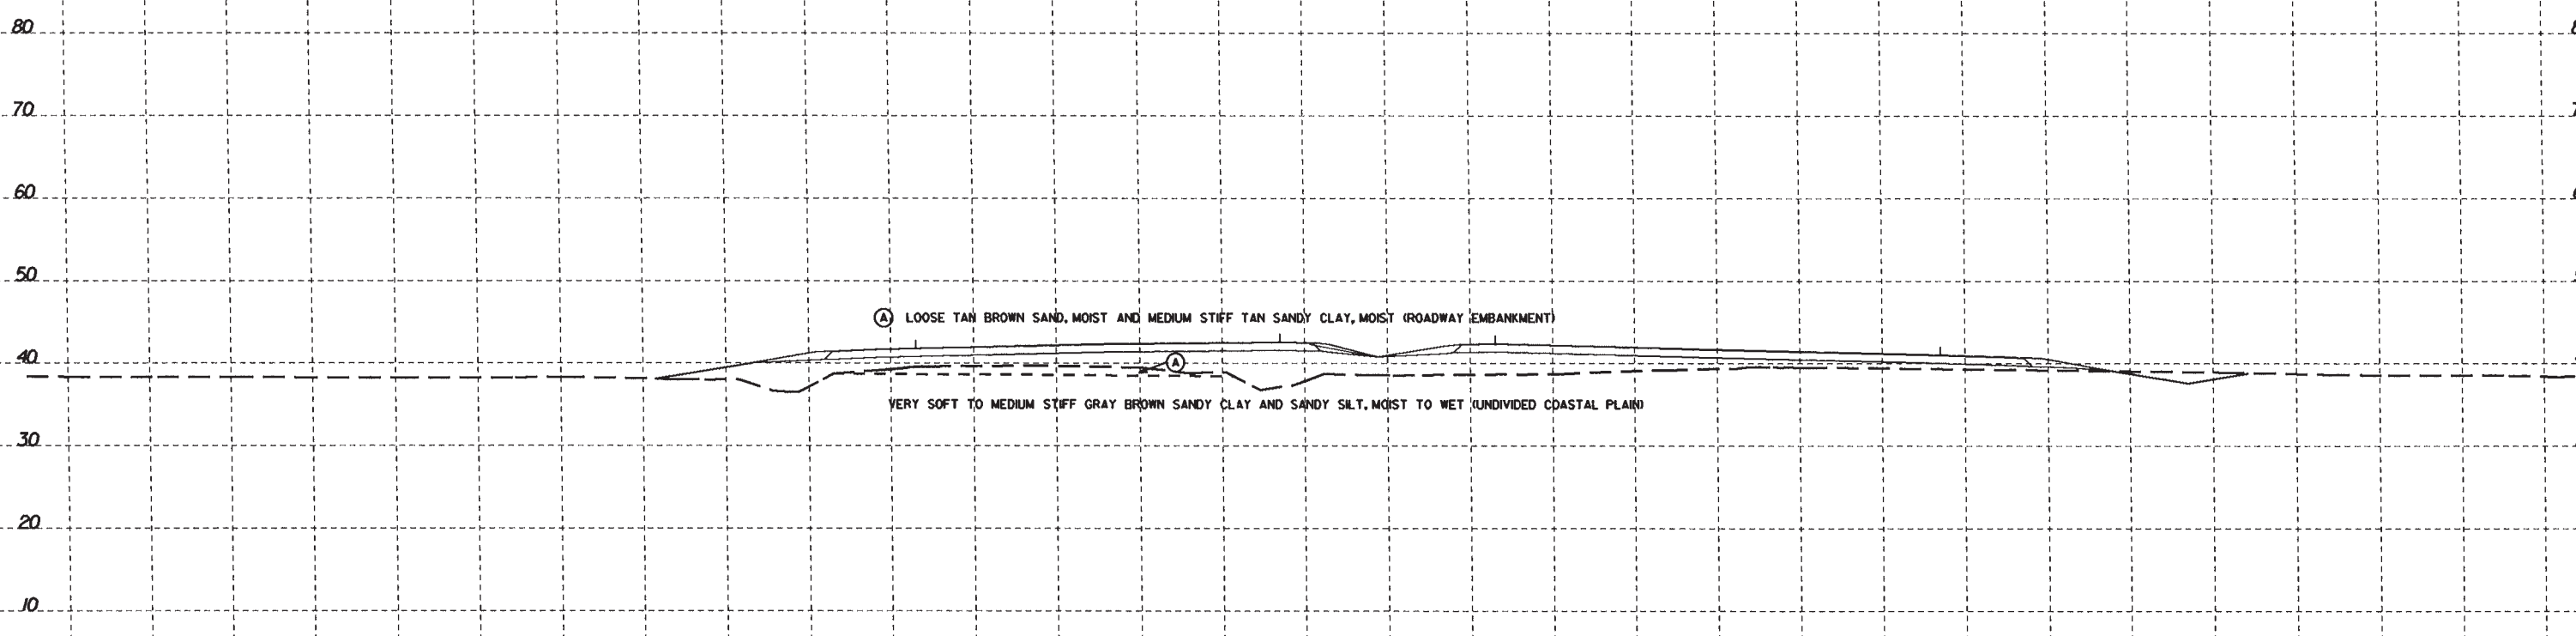 80
70
60
50
Ⓐ LOOSE TAN BROWN SAND, MOIST AND MEDIUM STIFF TAN SANDY CLAY, MOIST (ROADWAY EMBANKMENT)
40
A
VERY SOFT TO MEDIUM STIFF GRAY BROWN SANDY CLAY AND SANDY SILT, MOIST TO WET (UNDIVIDED COASTAL PLAIN)
30
20
10